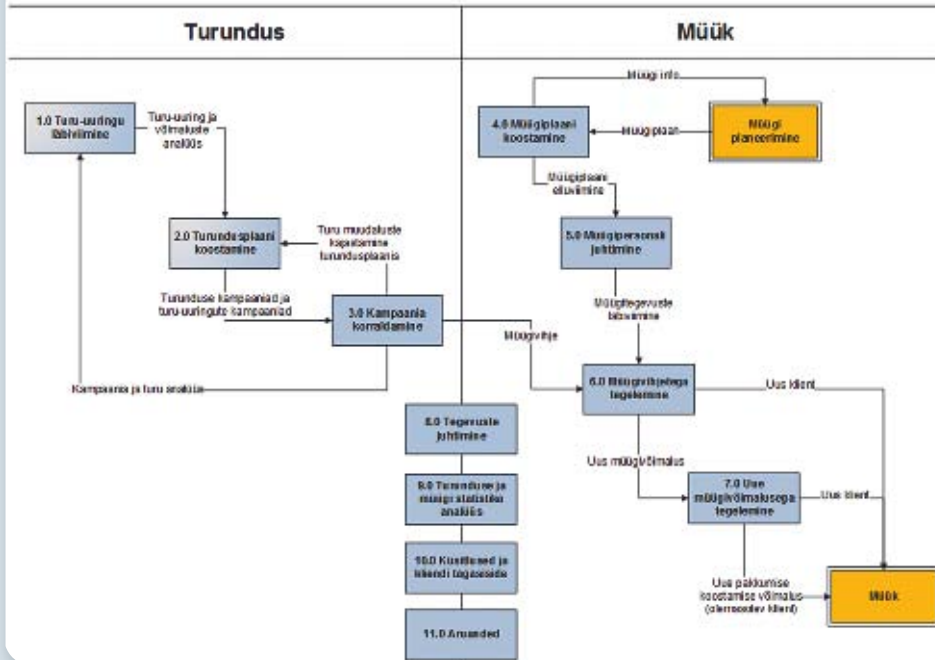 Turundus
Müük
1.0 Turu-uuringu
läbiviimine
Turu-uuring ja
võimaluste
analüüs
2.0 Turundusplaani
koostamine
Turu muudatuste
kajastamine
turundusplaanis
Turunduse kampaaniad ja
turu-uuringute kampaaniad
3.0 Kampaania
korraldamine
Kampaania ja turu analüüs
Müügi info
4.0 Müügiplaani
koostamine
Müügiplaan
Müügi
planeerimine
Müügiplaani
elluviimine
5.0 Müügipersonali
juhtimine
Müügitegevuste
läbiviimine
Müügivihje
6.0 Müügivihjetega
tegelemine
Uus klient
8.0 Tegevuste
juhtimine
Uus müügivõimalus
9.0 Turunduse ja
müügi statistika
analüüs
7.0 Uue
müügivõimalusega
tegelemine
Uus klient
10.0 Küsitlused ja
kliendi tagasiside
Uue pakkumise
koostamise võimalus
(olemasolev klient)
Müük
11.0 Aruanded